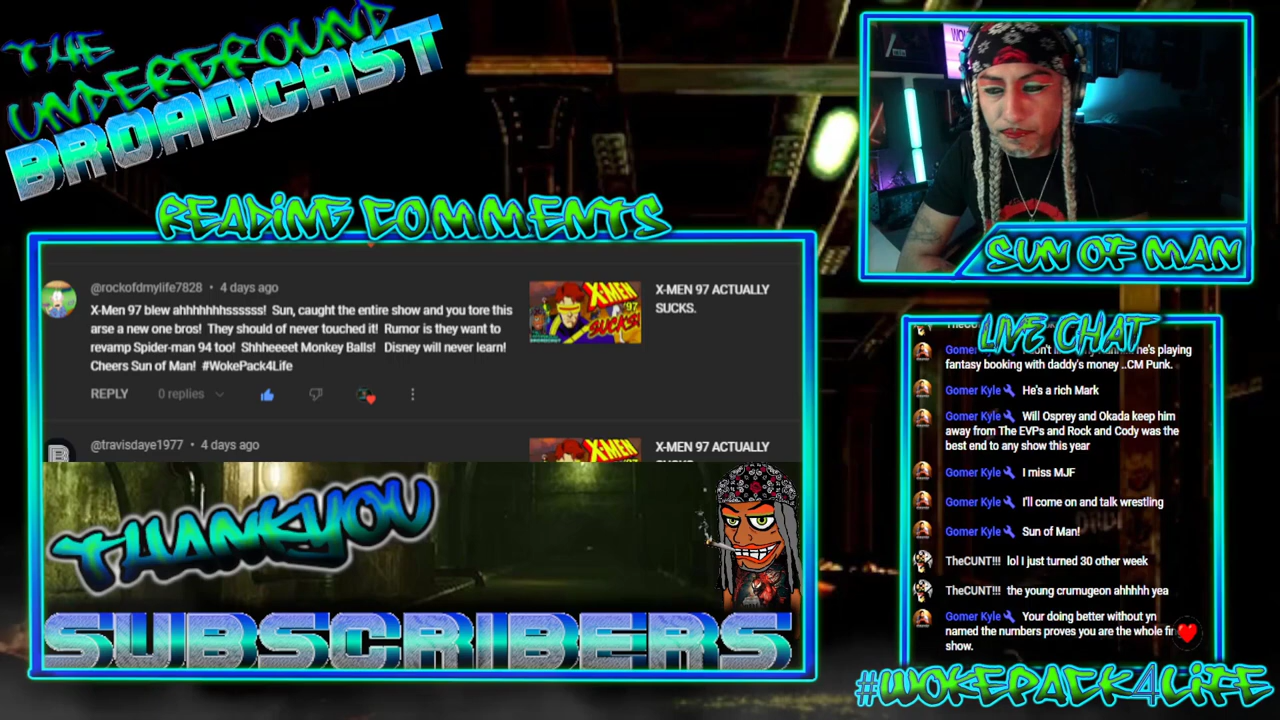 THE
UNDERGROUND
BROADCAST
READING COMMENTS
@rockofdmylife7828 • 4 days ago
X-Men 97 blew ahhhhhhssssss! Sun, caught the entire show and you tore this
arse a new one bros! They should of never touched it! Rumor is they want to
revamp Spider-man 94 too! Shhheeeet Monkey Balls! Disney will never learn!
Cheers Sun of Man! #WokePack4Life
REPLY 0 replies
X-MEN
'97
SUCKS!
X-MEN 97 ACTUALLY
SUCKS.
@travisdaye1977 • 4 days ago
X-MEN
X-MEN 97 ACTUALLY
THANKYOU
SUBSCRIBERS
SUN OF MAN
LIVE CHAT
Gomer he's playing
fantasy booking with daddy's money ..CM Punk.
Gomer Kyle He's a rich Mark
Gomer Kyle Will Osprey and Okada keep him
away from The EVPs and Rock and Cody was the
best end to any show this year
Gomer Kyle I miss MJF
Gomer Kyle I'll come on and talk wrestling
Gomer Kyle Sun of Man!
TheCUNT!!! lol I just turned 30 other week
TheCUNT!!! the young crumugeon ahhhhh yea
Gomer Kyle Your doing better without yn
named the numbers proves you are the whole
show.
#WOKEPACK4LIFE